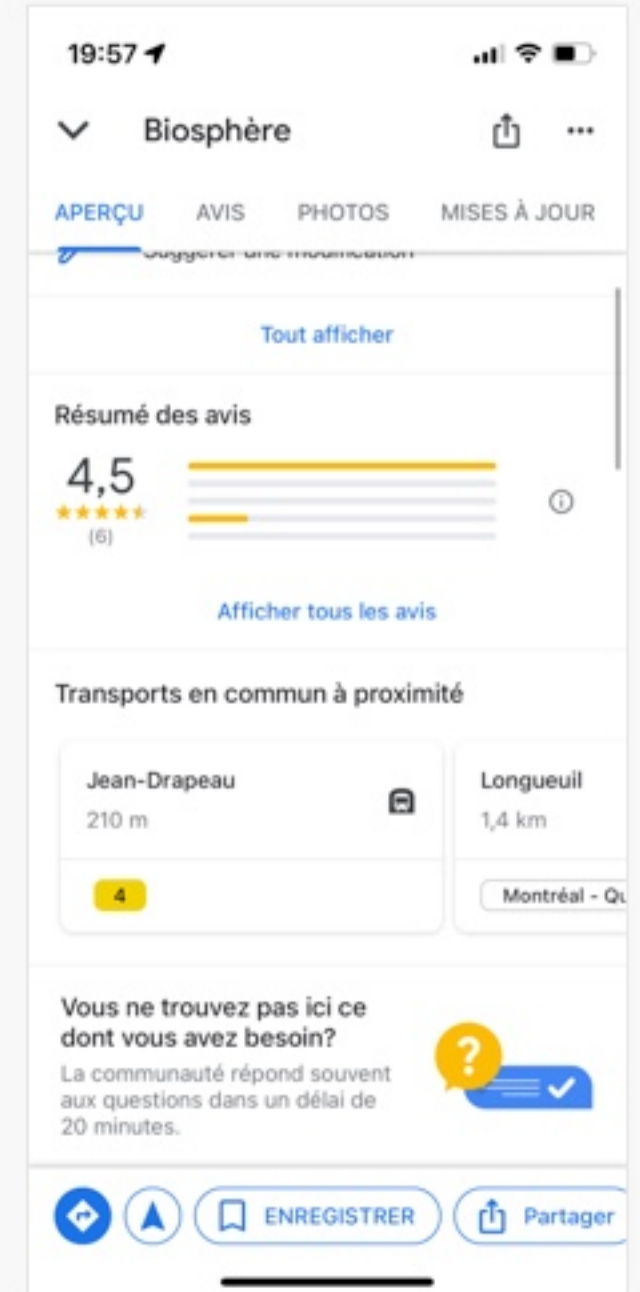 19:57
Biosphère
APERÇU AVIS PHOTOS MISES À JOUR
Suggérer une modification
Tout afficher
Résumé des avis
4,5
(6)
Afficher tous les avis
Transports en commun à proximité
Jean-Drapeau
210 m
4
Longueuil
1,4 km
Montréal - Qu
Vous ne trouvez pas ici ce
dont vous avez besoin?
La communauté répond souvent
aux questions dans un délai de
20 minutes.
?
ENREGISTRER Partager